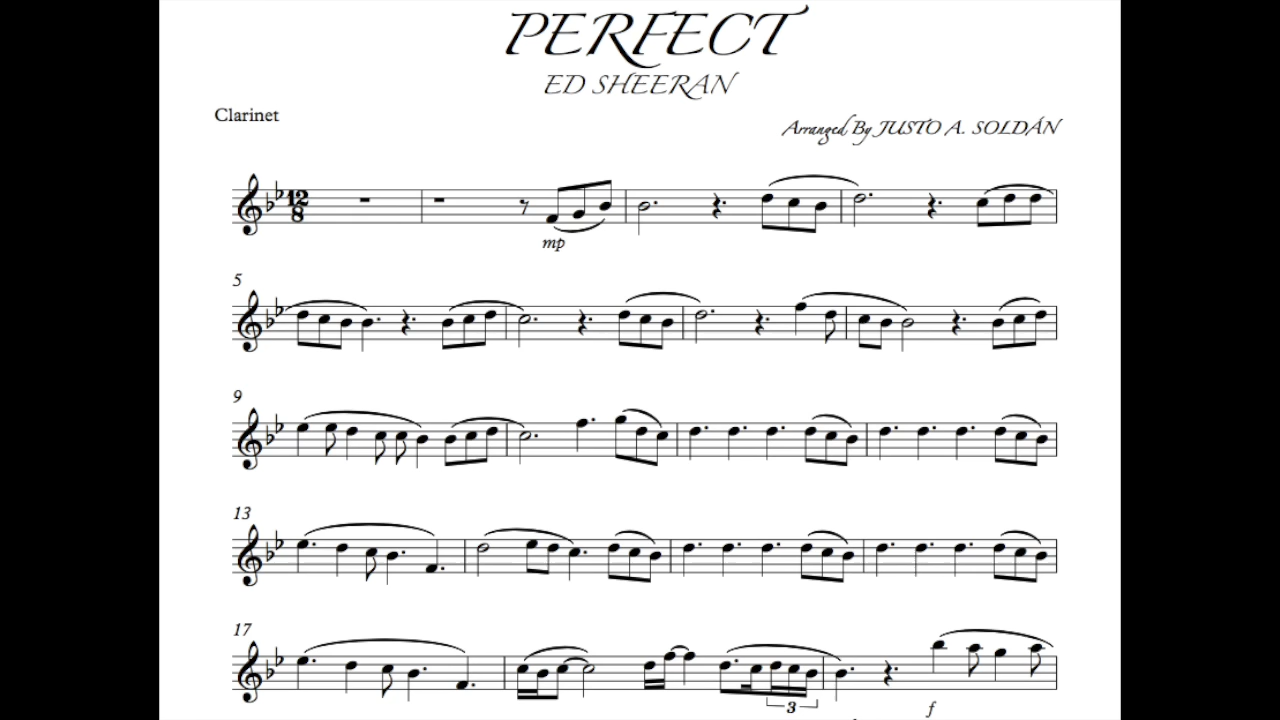 PERFECT
ED SHEERAN
Clarinet
Arranged By JUSTO A. SOLDÁN
12
8
mp
5
9
13
17
3
f